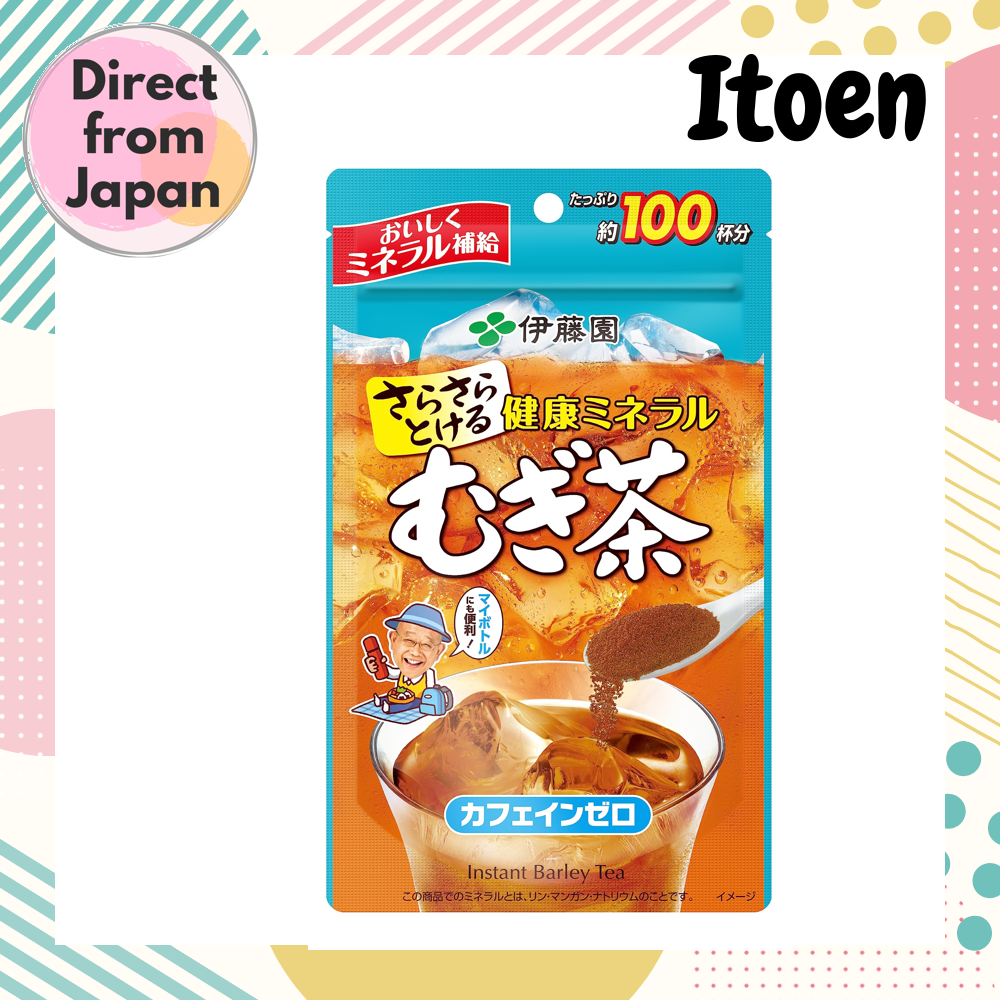 Direct
from
Japan
Itoen
おいしく
ミネラル補給
たっぷり
約100杯分
伊藤園
さらさら
とける
健康ミネラル
むぎ茶
マイボトル
にも便利!
カフェインゼロ
Instant Barley Tea
この商品でのミネラルとは、リン・マンガン・ナトリウムのことです。
イメージ